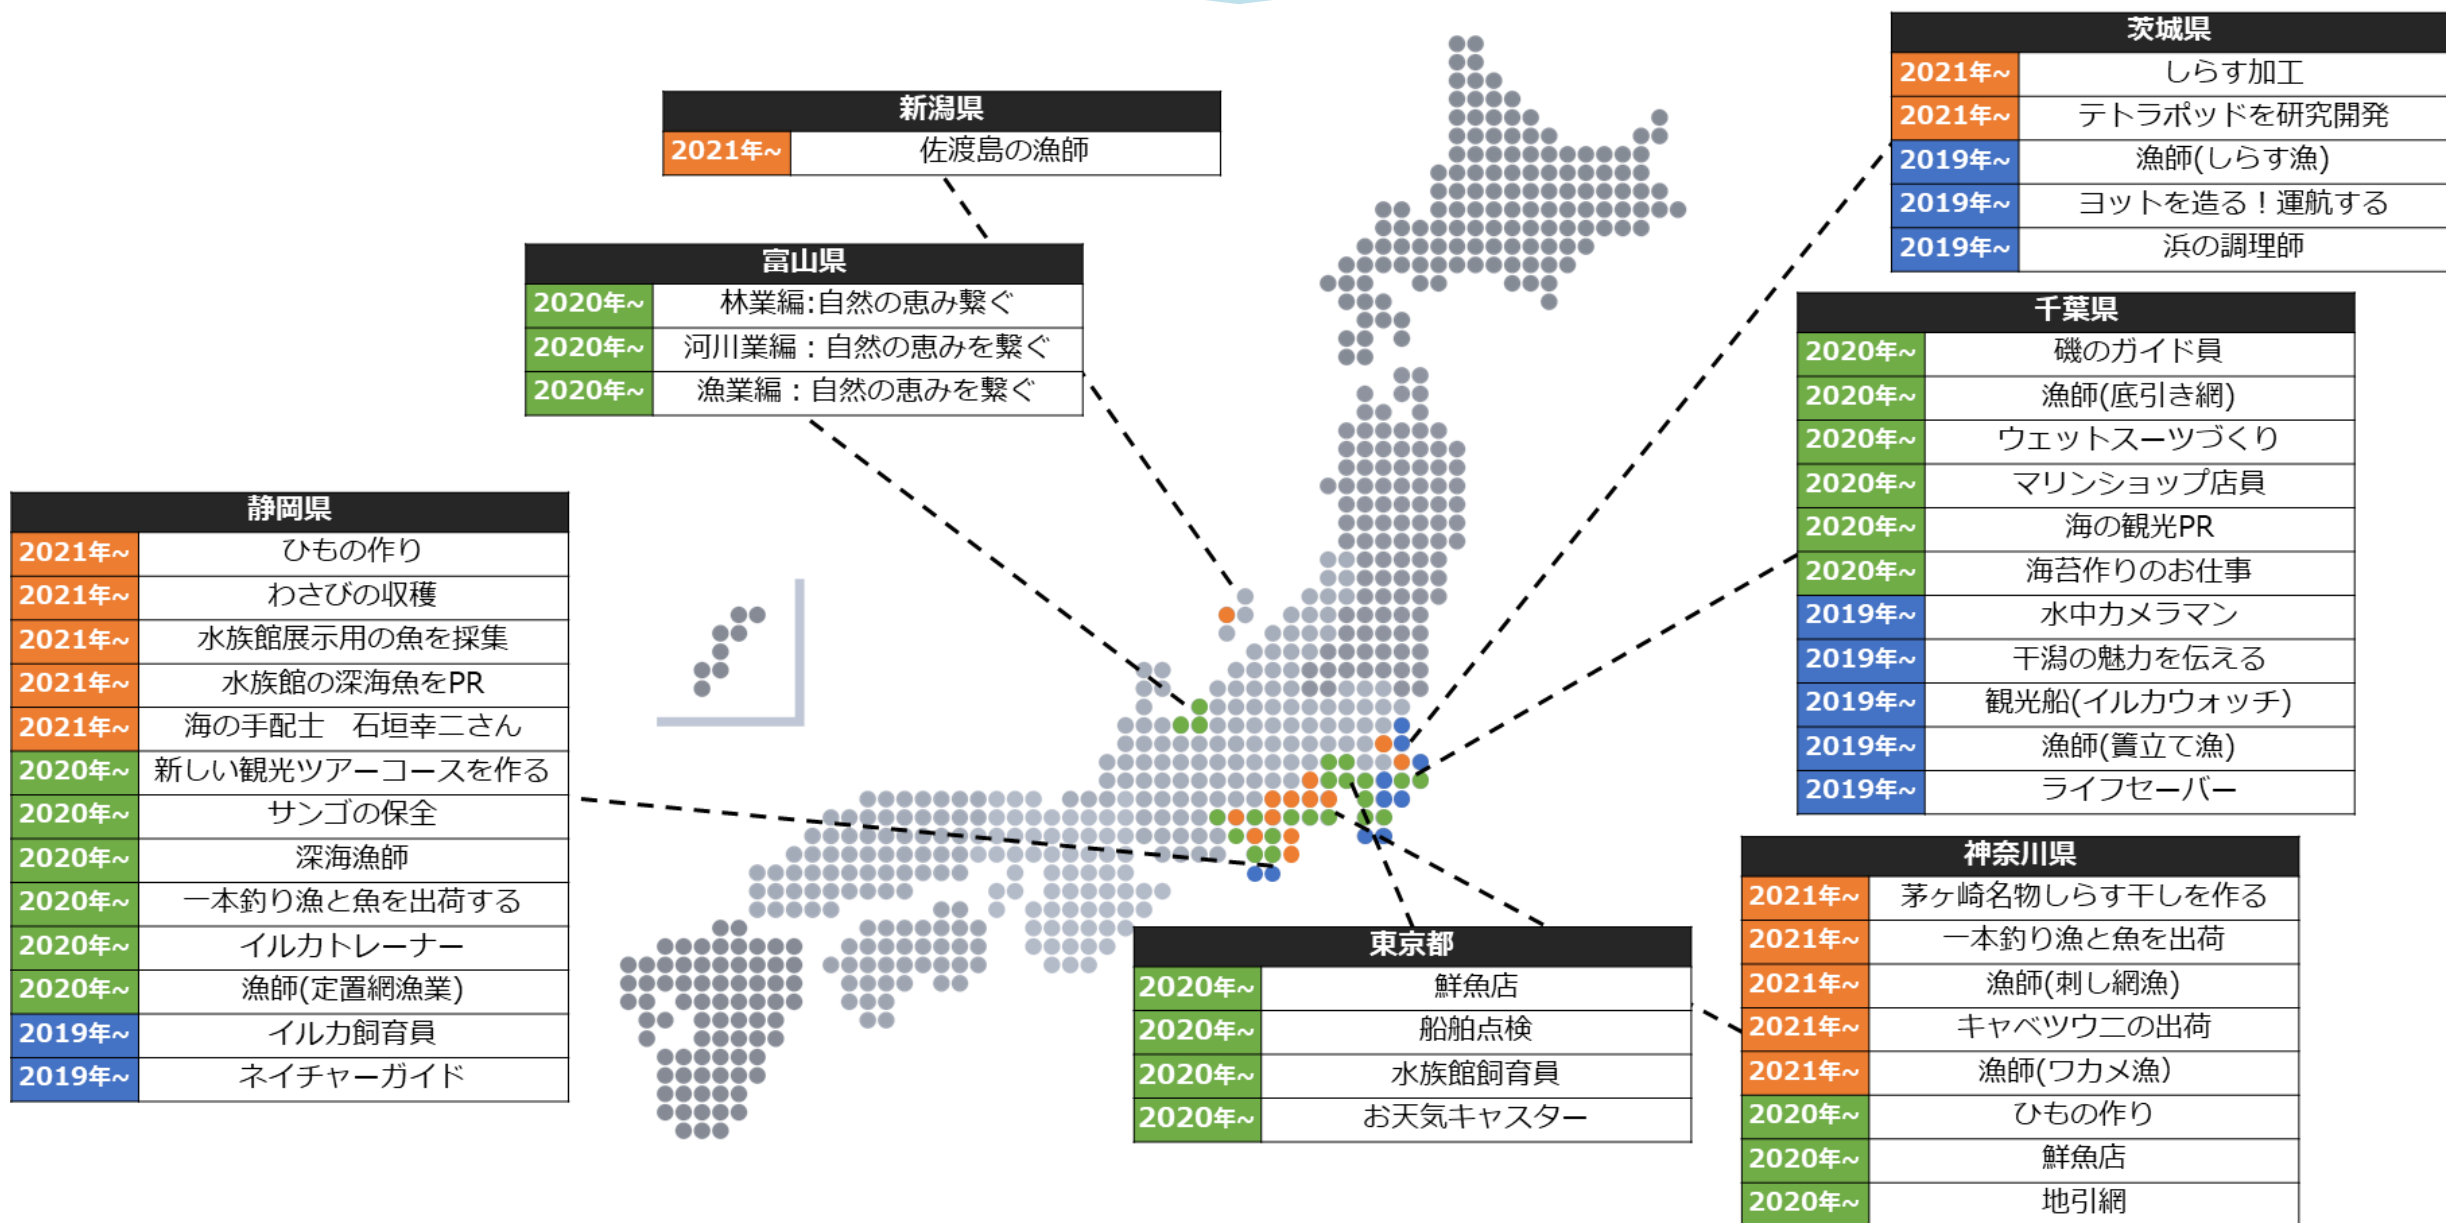 新潟県
2021年~ 佐渡島の漁師
富山県
2020年~ 林業編:自然の恵み繋ぐ
2020年~ 河川業編：自然の恵みを繋ぐ
2020年~ 漁業編：自然の恵みを繋ぐ
静岡県
2021年~ ひもの作り
2021年~ わさびの収穫
2021年~ 水族館展示用の魚を採集
2021年~ 水族館の深海魚をPR
2021年~ 海の手配士　石垣幸二さん
2020年~ 新しい観光ツアーコースを作る
2020年~ サンゴの保全
2020年~ 深海漁師
2020年~ 一本釣り漁と魚を出荷する
2020年~ イルカトレーナー
2020年~ 漁師(定置網漁業)
2019年~ イルカ飼育員
2019年~ ネイチャーガイド
茨城県
2021年~ しらす加工
2021年~ テトラポッドを研究開発
2019年~ 漁師(しらす漁)
2019年~ ヨットを造る！運航する
2019年~ 浜の調理師
千葉県
2020年~ 磯のガイド員
2020年~ 漁師(底引き網)
2020年~ ウェットスーツづくり
2020年~ マリンショップ店員
2020年~ 海の観光PR
2020年~ 海苔作りのお仕事
2019年~ 水中カメラマン
2019年~ 干潟の魅力を伝える
2019年~ 観光船(イルカウォッチ)
2019年~ 漁師(簀立て漁)
2019年~ ライフセーバー
東京都
2020年~ 鮮魚店
2020年~ 船舶点検
2020年~ 水族館飼育員
2020年~ お天気キャスター
神奈川県
2021年~ 茅ヶ崎名物しらす干しを作る
2021年~ 一本釣り漁と魚を出荷
2021年~ 漁師(刺し網漁)
2021年~ キャベツウニの出荷
2021年~ 漁師(ワカメ漁）
2020年~ ひもの作り
2020年~ 鮮魚店
2020年~ 地引網